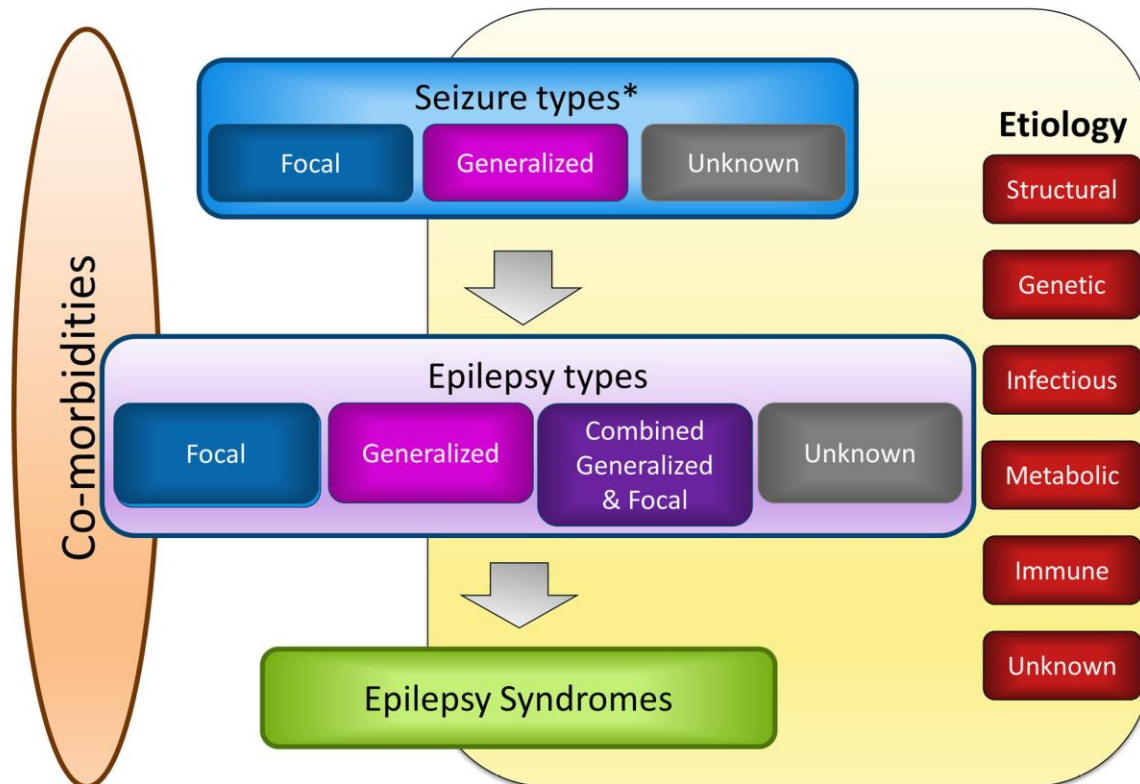 Co-morbidities
Seizure types*
Focal
Generalized
Unknown
Epilepsy types
Focal
Generalized
Combined
Generalized
& Focal
Unknown
Epilepsy Syndromes
Etiology
Structural
Genetic
Infectious
Metabolic
Immune
Unknown